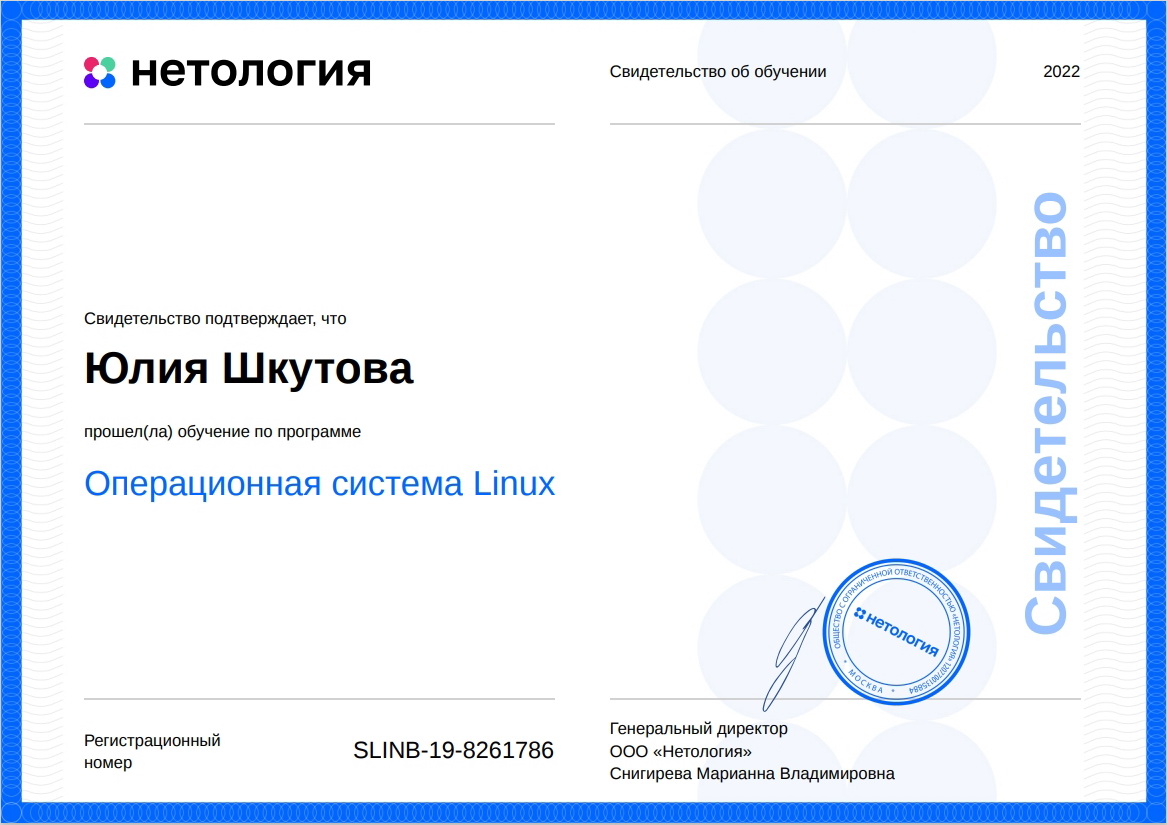 нетология
Свидетельство об обучении
2022
Свидетельство подтверждает, что
Юлия Шкутова
прошел(ла) обучение по программе
Операционная система Linux
Свидетельство
ОБЩЕСТВО С ОГРАНИЧЕННОЙ ОТВЕТСТВЕННОСТЬЮ «НЕТОЛОГИЯ» 1207700135884
* МОСКВА *
нетология
Регистрационный
номер
SLINB-19-8261786
Генеральный директор
ООО «Нетология»
Снигирева Марианна Владимировна